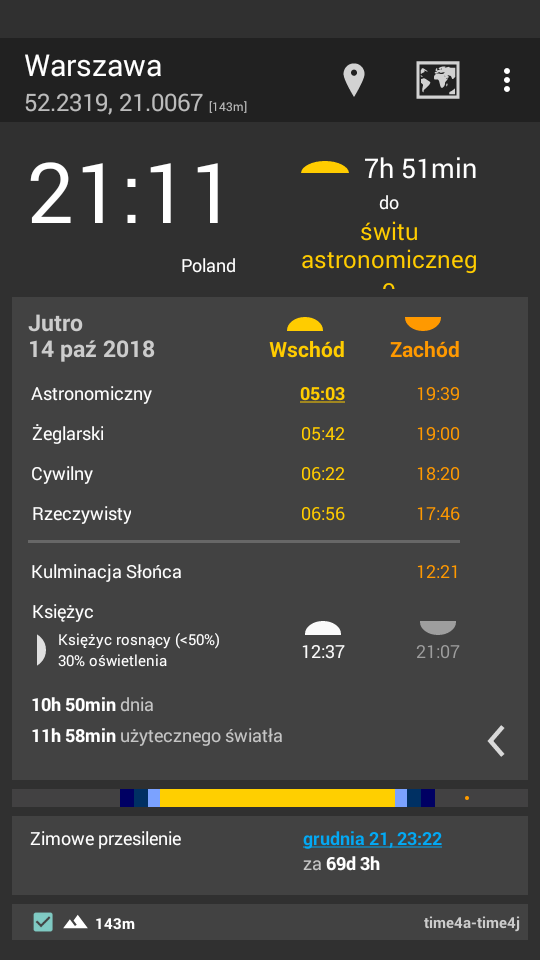 Warszawa
52.2319, 21.0067 [143m]
21:11
Poland
7h 51min
do
świtu
astronomiczneg
o
Jutro
14 paź 2018
Wschód
Zachód
Astronomiczny 05:03 19:39
Żeglarski 05:42 19:00
Cywilny 06:22 18:20
Rzeczywisty 06:56 17:46
Kulminacja Słońca 12:21
Księżyc
Księżyc rosnący (<50%)
30% oświetlenia
12:37 21:07
10h 50min dnia
11h 58min użytecznego światła
Zimowe przesilenie grudnia 21, 23:22
za 69d 3h
143m time4a-time4j